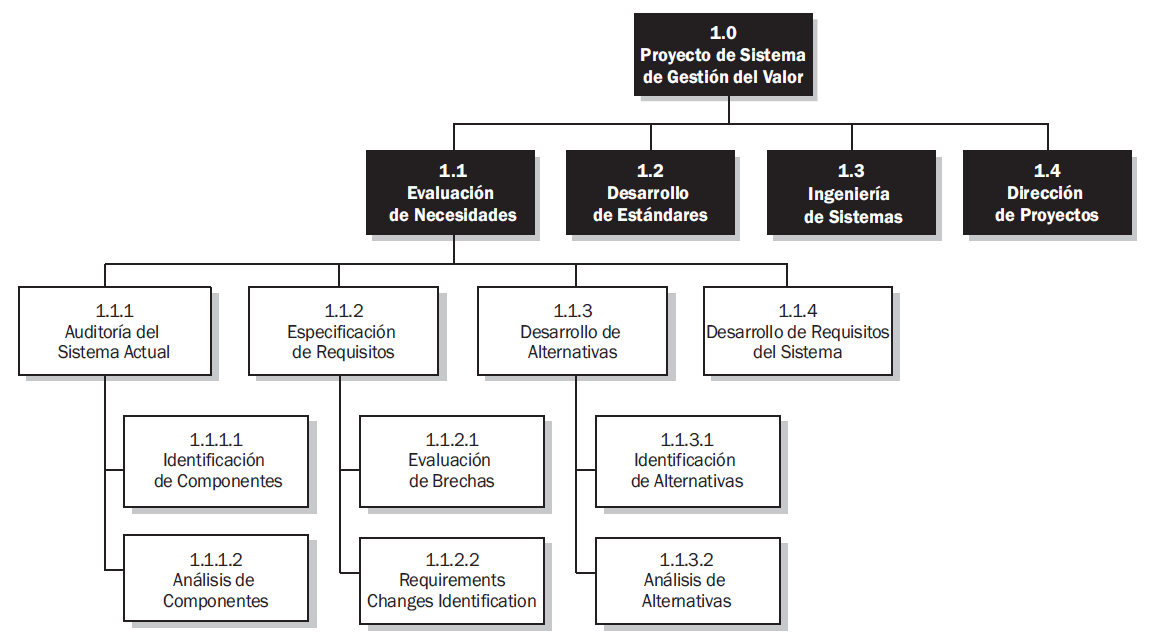 1.0
Proyecto de Sistema
de Gestión del Valor
1.1
Evaluación
de Necesidades
1.2
Desarrollo
de Estándares
1.3
Ingeniería
de Sistemas
1.4
Dirección
de Proyectos
1.1.1
Auditoría del
Sistema Actual
1.1.2
Especificación
de Requisitos
1.1.3
Desarrollo de
Alternativas
1.1.4
Desarrollo de Requisitos
del Sistema
1.1.1.1
Identificación
de Componentes
1.1.2.1
Evaluación
de Brechas
1.1.3.1
Identificación
de Alternativas
1.1.1.2
Análisis de
Componentes
1.1.2.2
Requirements
Changes Identification
1.1.3.2
Análisis de
Alternativas